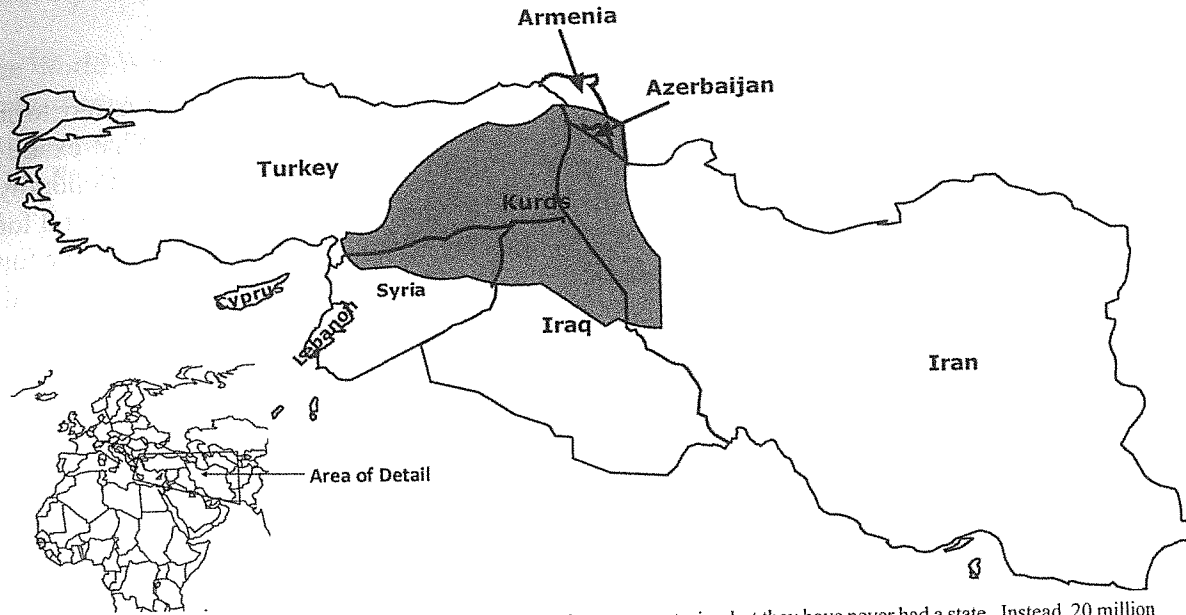 Armenia
Azerbaijan
Turkey
Kurds
Cyprus
Syria
Lebanon
Iraq
Iran
Area of Detail
but they have never had a state. Instead, 20 million